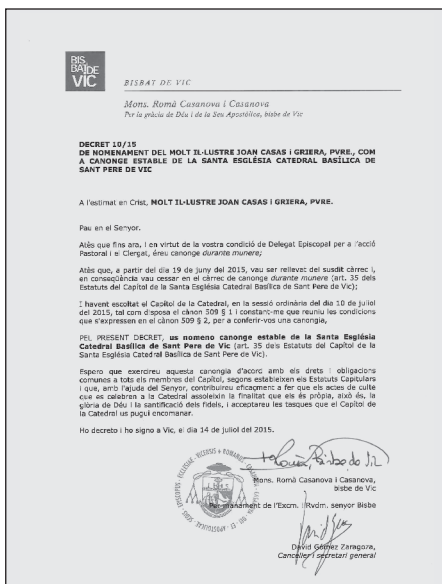 BIS
BAT DE
VIC
BISBAT DE VIC
Mons. Romà Casanova i Casanova
Per la gràcia de Déu i de la Seu Apostòlica, bisbe de Vic
DECRET 10/15
DE NOMENAMENT DEL MOLT IL·LUSTRE JOAN CASAS i GRIERA, PVRE., COM
A CANONGE ESTABLE DE LA SANTA ESGLÉSIA CATEDRAL BASÍLICA DE
SANT PERE DE VIC
A l'estimat en Crist, MOLT IL·LUSTRE JOAN CASAS i GRIERA, PVRE.
Pau en el Senyor.
Atès que fins ara, i en virtut de la vostra condició de Delegat Episcopal per a l'acció
Pastoral i el Clergat, éreu canonge durante munere;
Atès que, a partir del dia 19 de juny del 2015, vau ser rellevat del susdit càrrec i,
en conseqüència vau cessar en el càrrec de canonge durante munere (art. 35 dels
Estatuts del Capítol de la Santa Església Catedral Basílica de Sant Pere de Vic);
I havent escoltat el Capítol de la Catedral, en la sessió ordinària del dia 10 de juliol
del 2015, tal com disposa el cànon 509 § 1 i constant-me que reuniu les condicions
que s'expressen en el cànon 509 § 2, per a conferir-vos una canongia,
PEL PRESENT DECRET, us nomeno canonge estable de la Santa Església
Catedral Basílica de Sant Pere de Vic (art. 35 dels Estatuts del Capítol de la
Santa Església Catedral Basílica de Sant Pere de Vic).
Espero que exercireu aquesta canongia d'acord amb els drets i obligacions
comunes a tots els membres del Capítol, segons estableixen els Estatuts Capitulars
i que, amb l'ajuda del Senyor, contribuireu eficaçment a fer que els actes de culte
que es celebren a la Catedral assoleixin la finalitat que els és pròpia, això és, la
glòria de Déu i la santificació dels fidels, i acceptareu les tasques que el Capítol de
la Catedral us pugui encomanar.
Ho decreto i ho signo a Vic, el dia 14 de juliol del 2015.
+ Romà, Bisbe de Vic
Mons. Romà Casanova i Casanova,
bisbe de Vic
Per manament de l'Excm. i Rvdm. senyor Bisbe
David Gómez Zaragoza,
Canceller i secretari general